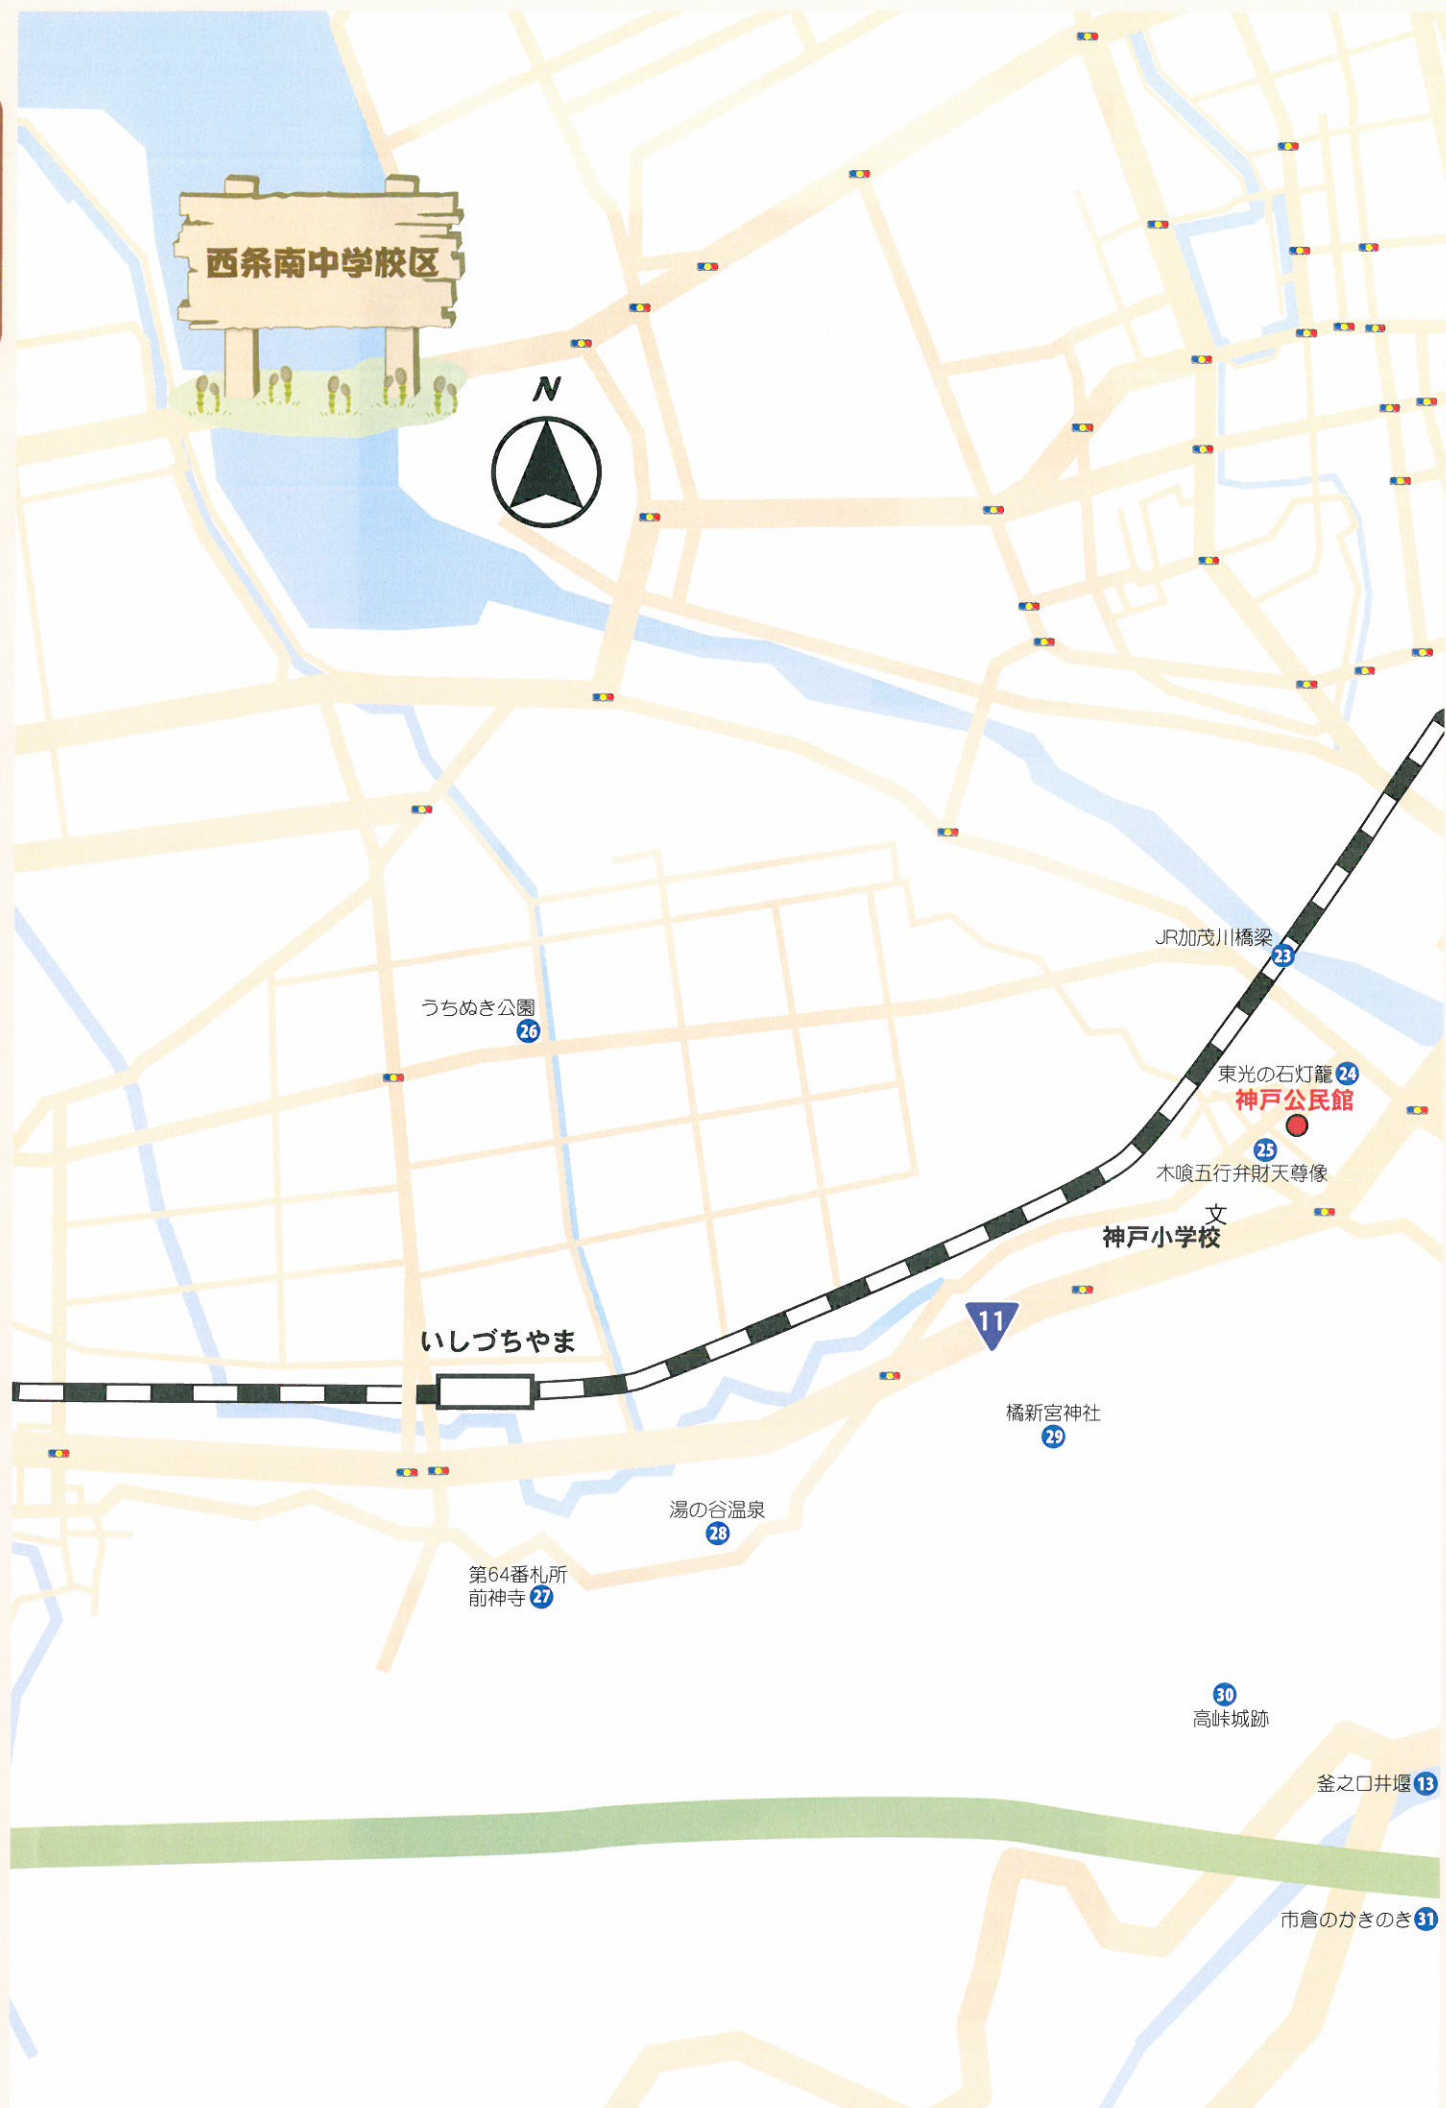 西条南中学校区
N
JR加茂川橋梁
23
うちぬき公園
26
東光の石灯籠 24
神戸公民館
25
木喰五行弁財天尊像
文
神戸小学校
11
いしづちやま
橘新宮神社
29
湯の谷温泉
28
第64番札所
前神寺 27
30
高峠城跡
釜之口井堰 13
市倉のかきのき 31